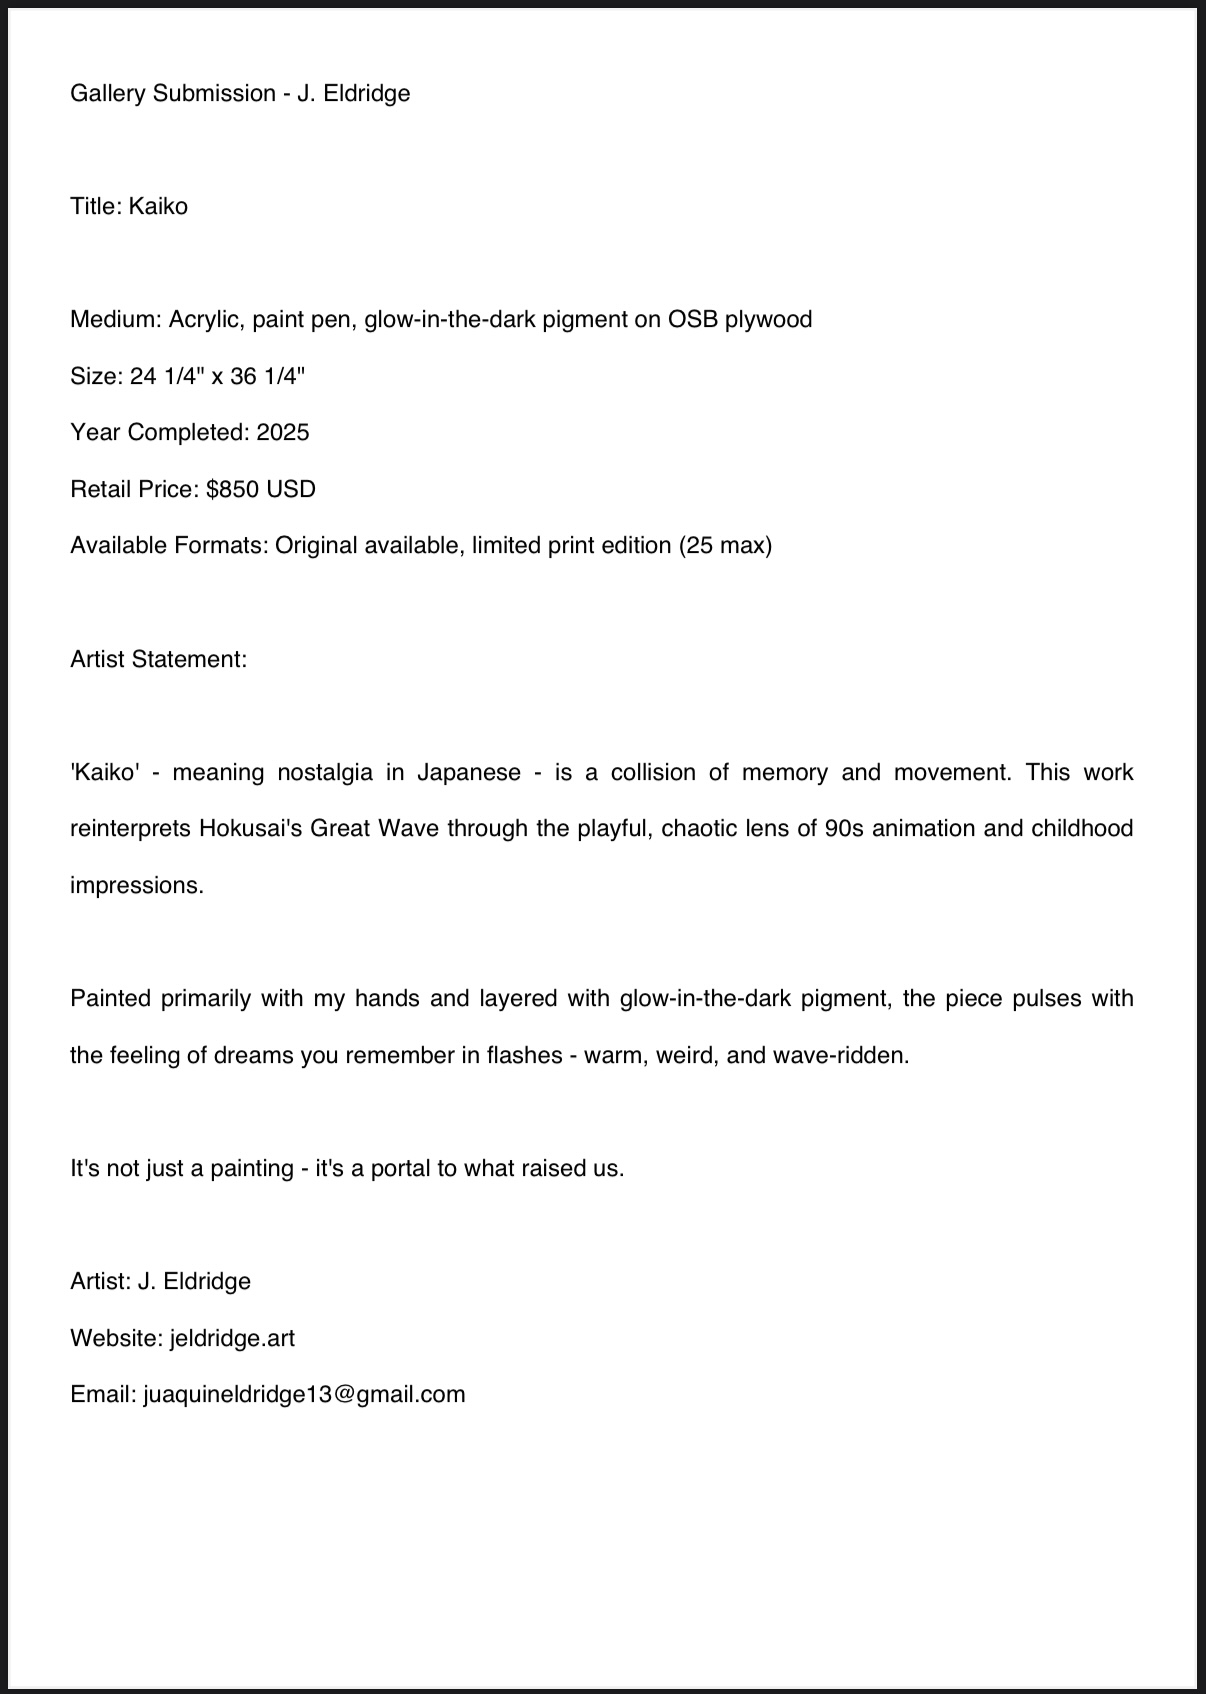 Gallery Submission - J. Eldridge
Title: Kaiko
Medium: Acrylic, paint pen, glow-in-the-dark pigment on OSB plywood
Size: 24 1/4" x 36 1/4"
Year Completed: 2025
Retail Price: $850 USD
Available Formats: Original available, limited print edition (25 max)
Artist Statement:
'Kaiko' - meaning nostalgia in Japanese - is a collision of memory and movement. This work
reinterprets Hokusai's Great Wave through the playful, chaotic lens of 90s animation and childhood
impressions.
Painted primarily with my hands and layered with glow-in-the-dark pigment, the piece pulses with
the feeling of dreams you remember in flashes - warm, weird, and wave-ridden.
It's not just a painting - it's a portal to what raised us.
Artist: J. Eldridge
Website: jeldridge.art
Email: juaquineldridge13@gmail.com